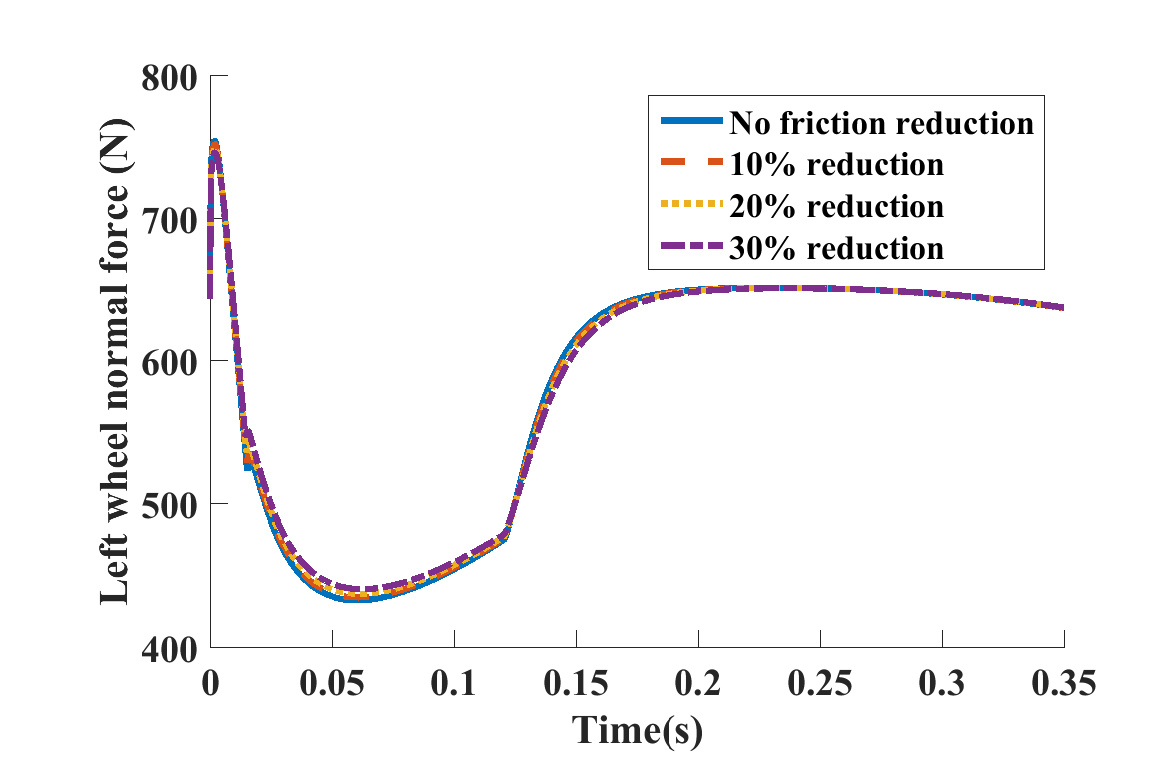 800
700
600
500
400
Left wheel normal force (N)
No friction reduction
10% reduction
20% reduction
30% reduction
0 0.05 0.1 0.15 0.2 0.25 0.3 0.35
Time(s)